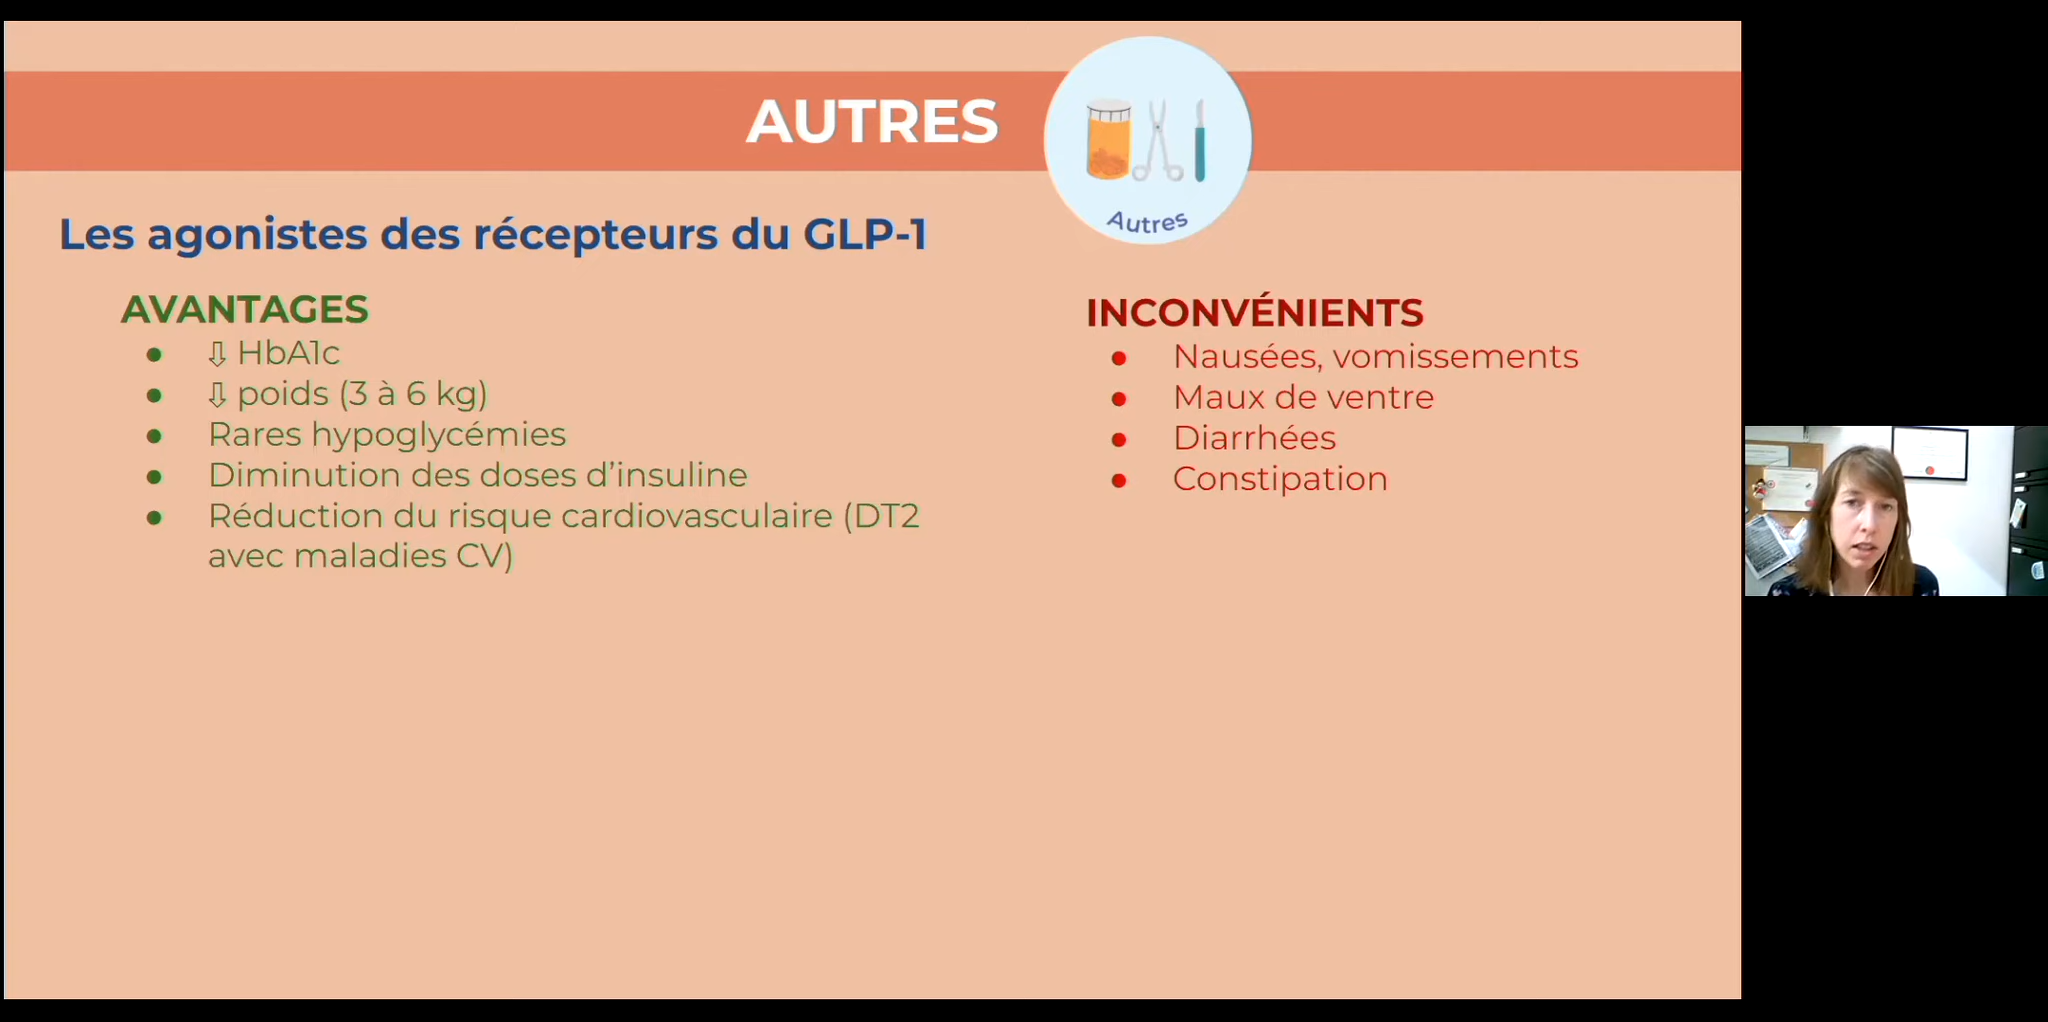 AUTRES
Autres
Les agonistes des récepteurs du GLP-1
AVANTAGES
● ⇩ HbA1c
● ⇩ poids (3 à 6 kg)
● Rares hypoglycémies
● Diminution des doses d’insuline
● Réduction du risque cardiovasculaire (DT2
avec maladies CV)
INCONVÉNIENTS
● Nausées, vomissements
● Maux de ventre
● Diarrhées
● Constipation